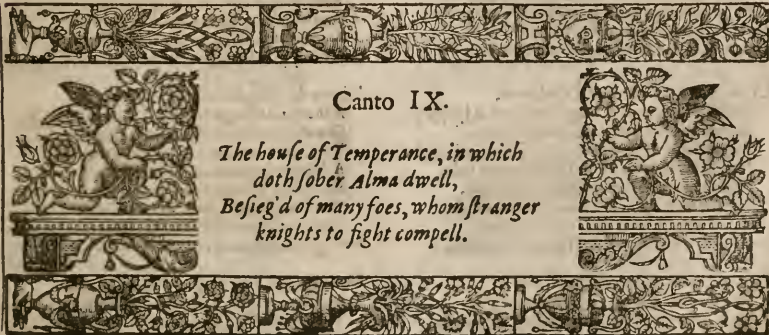 Canto IX.
The houſe of Temperance, in which
doth ſober Alma dwell,
Beſieg'd of many foes, whom ſtranger
knights to fight compell.